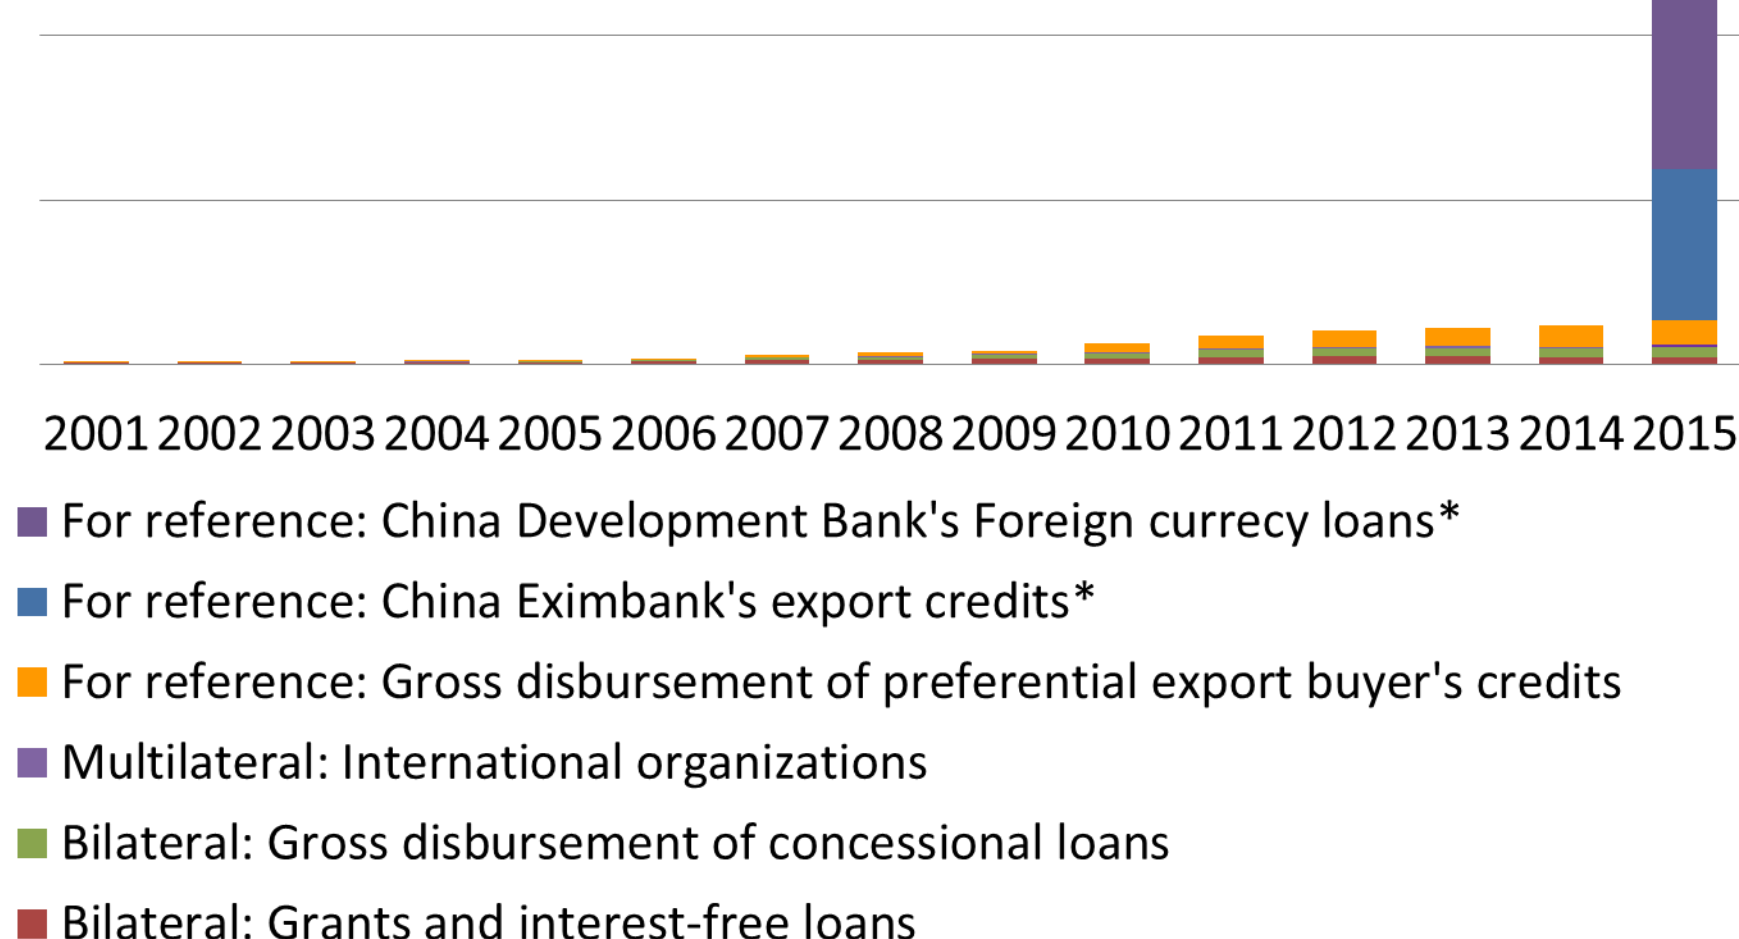 2001 2002 2003 2004 2005 2006 2007 2008 2009 2010 2011 2012 2013 2014 2015
For reference: China Development Bank's Foreign currecy loans*
For reference: China Eximbank's export credits*
For reference: Gross disbursement of preferential export buyer's credits
Multilateral: International organizations
Bilateral: Gross disbursement of concessional loans
Bilateral: Grants and interest-free loans